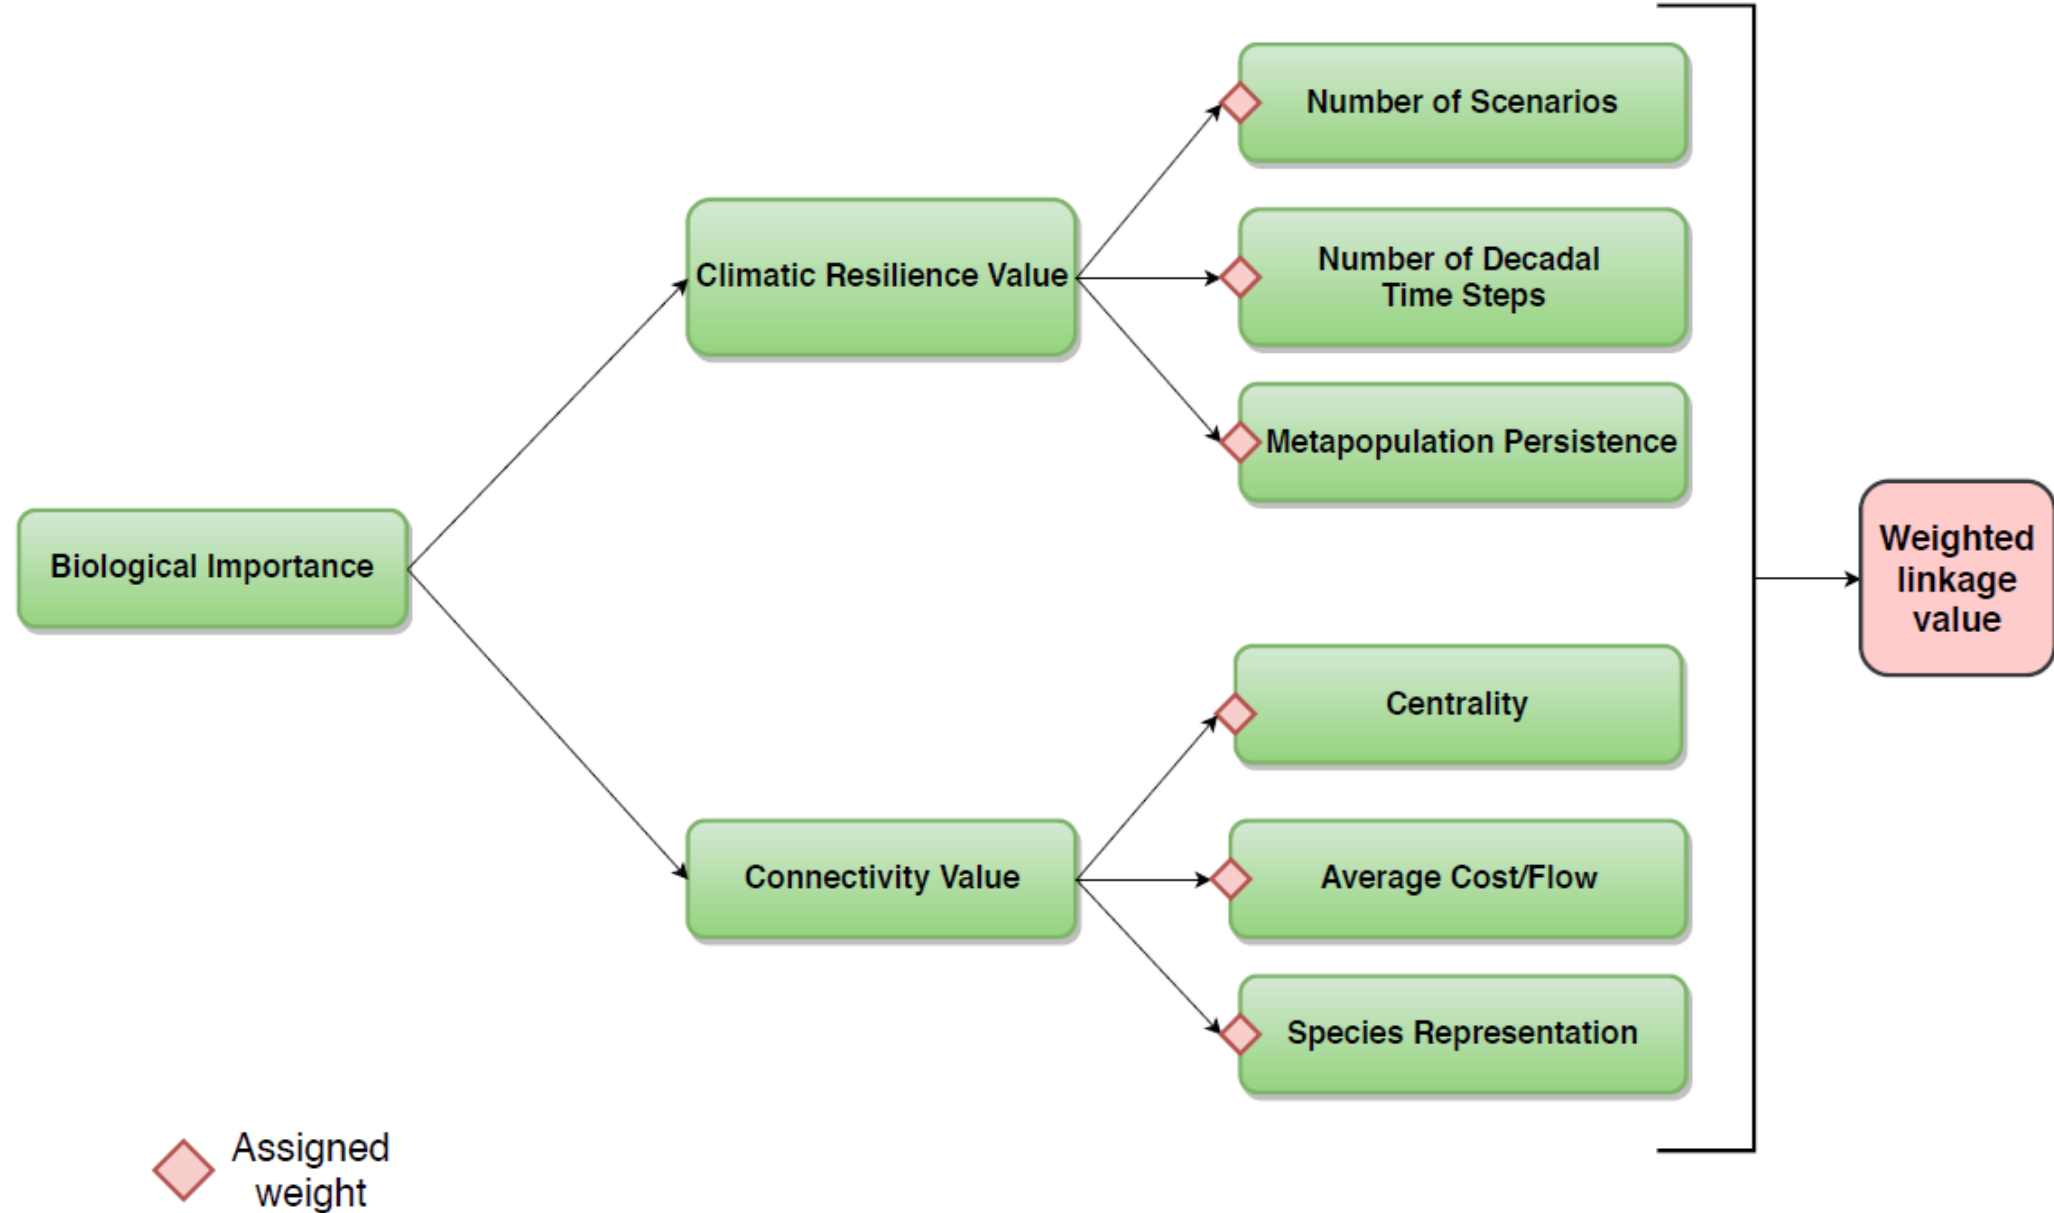 Number of Scenarios
Number of Decadal
Time Steps
Climatic Resilience Value
Metapopulation Persistence
Biological Importance
Weighted
linkage
value
Centrality
Connectivity Value
Average Cost/Flow
Species Representation
Assigned
weight